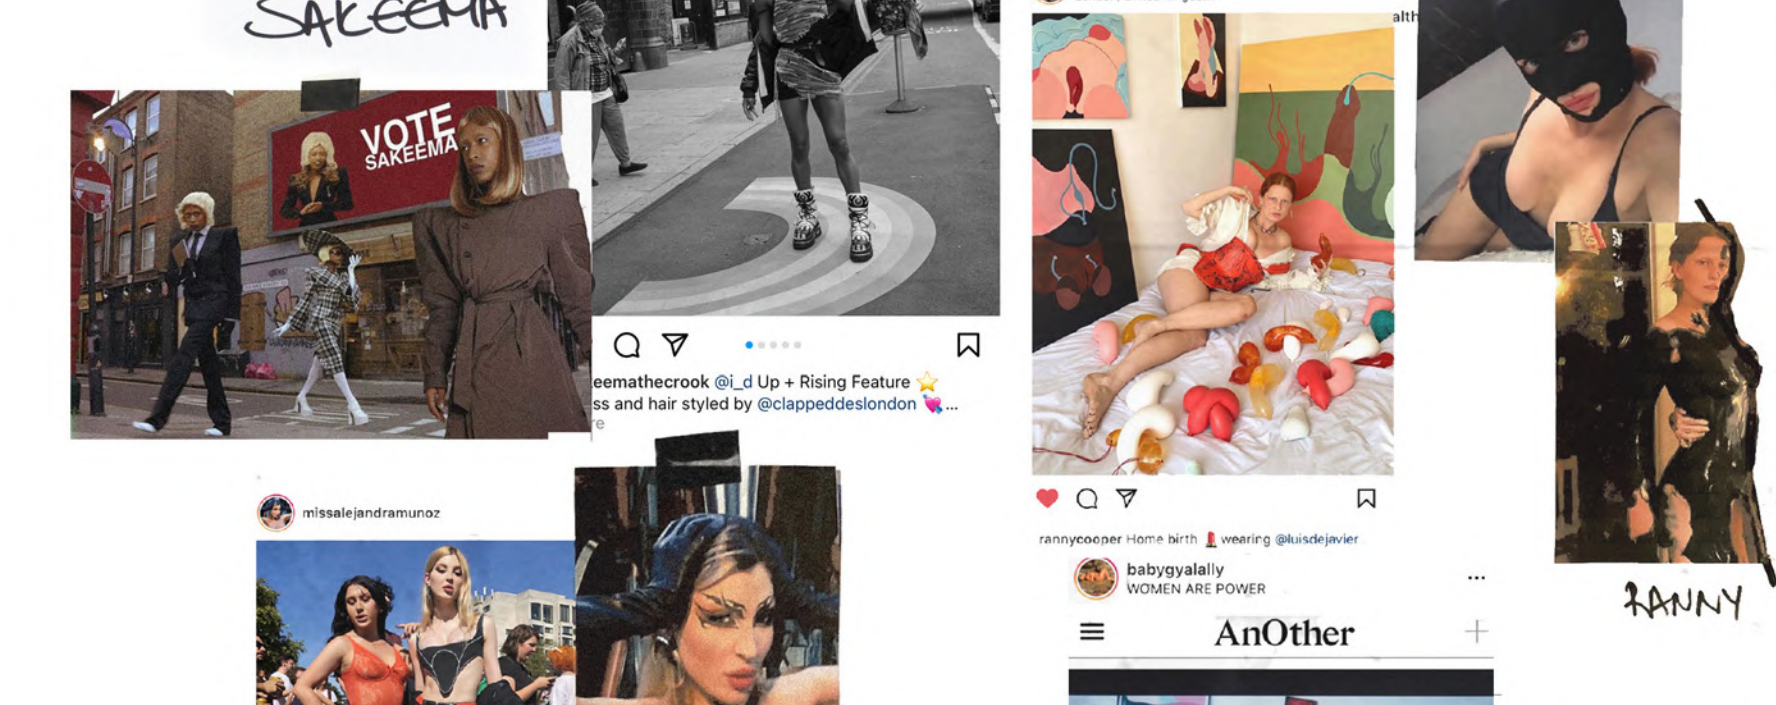 SAKEEMA
VOTE
SAKEEMA
eemathecrook @i_d Up + Rising Feature ⭐
ss and hair styled by @clappeddeslondon 💘...
re
missalejandramunoz
alth
rannycooper Home birth 💄 wearing @luisdejavier
babygyalally
WOMEN ARE POWER
AnOther
RANNY